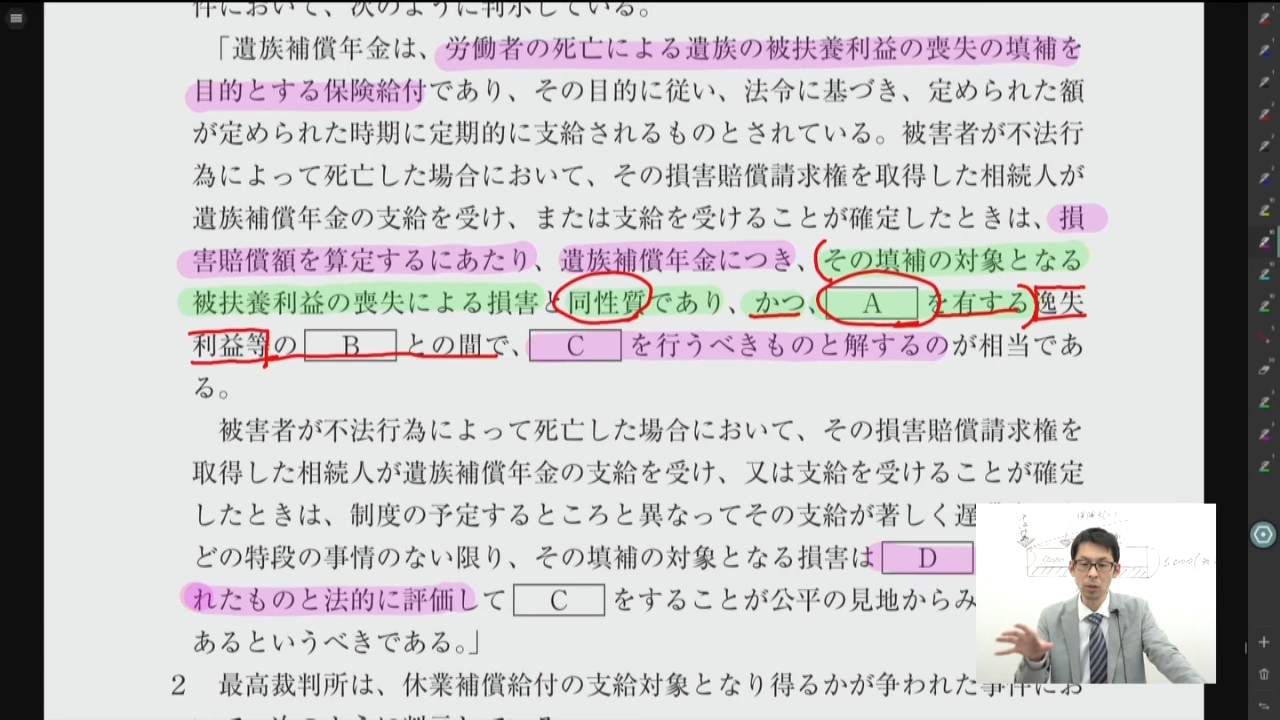 件において、次のように判示している。
「遺族補償年金は、労働者の死亡による遺族の被扶養利益の喪失の填補を
目的とする保険給付であり、その目的に従い、法令に基づき、定められた額
が定められた時期に定期的に支給されるものとされている。被害者が不法行
為によって死亡した場合において、その損害賠償請求権を取得した相続人が
遺族補償年金の支給を受け、または支給を受けることが確定したときは、損
害賠償額を算定するにあたり、遺族補償年金につき、その填補の対象となる
被扶養利益の喪失による損害と同性質であり、かつ、 A を有する逸失
利益等の B との間で、 C を行うべきものと解するのが相当であ
る。
被害者が不法行為によって死亡した場合において、その損害賠償請求権を
取得した相続人が遺族補償年金の支給を受け、又は支給を受けることが確定
したときは、制度の予定するところと異なってその支給が著しく遅
どの特段の事情のない限り、その填補の対象となる損害は D
れたものと法的に評価して C をすることが公平の見地からみ
あるというべきである。」
2 最高裁判所は、休業補償給付の支給対象となり得るかが争われた事件にお
いて、次のように判示している。